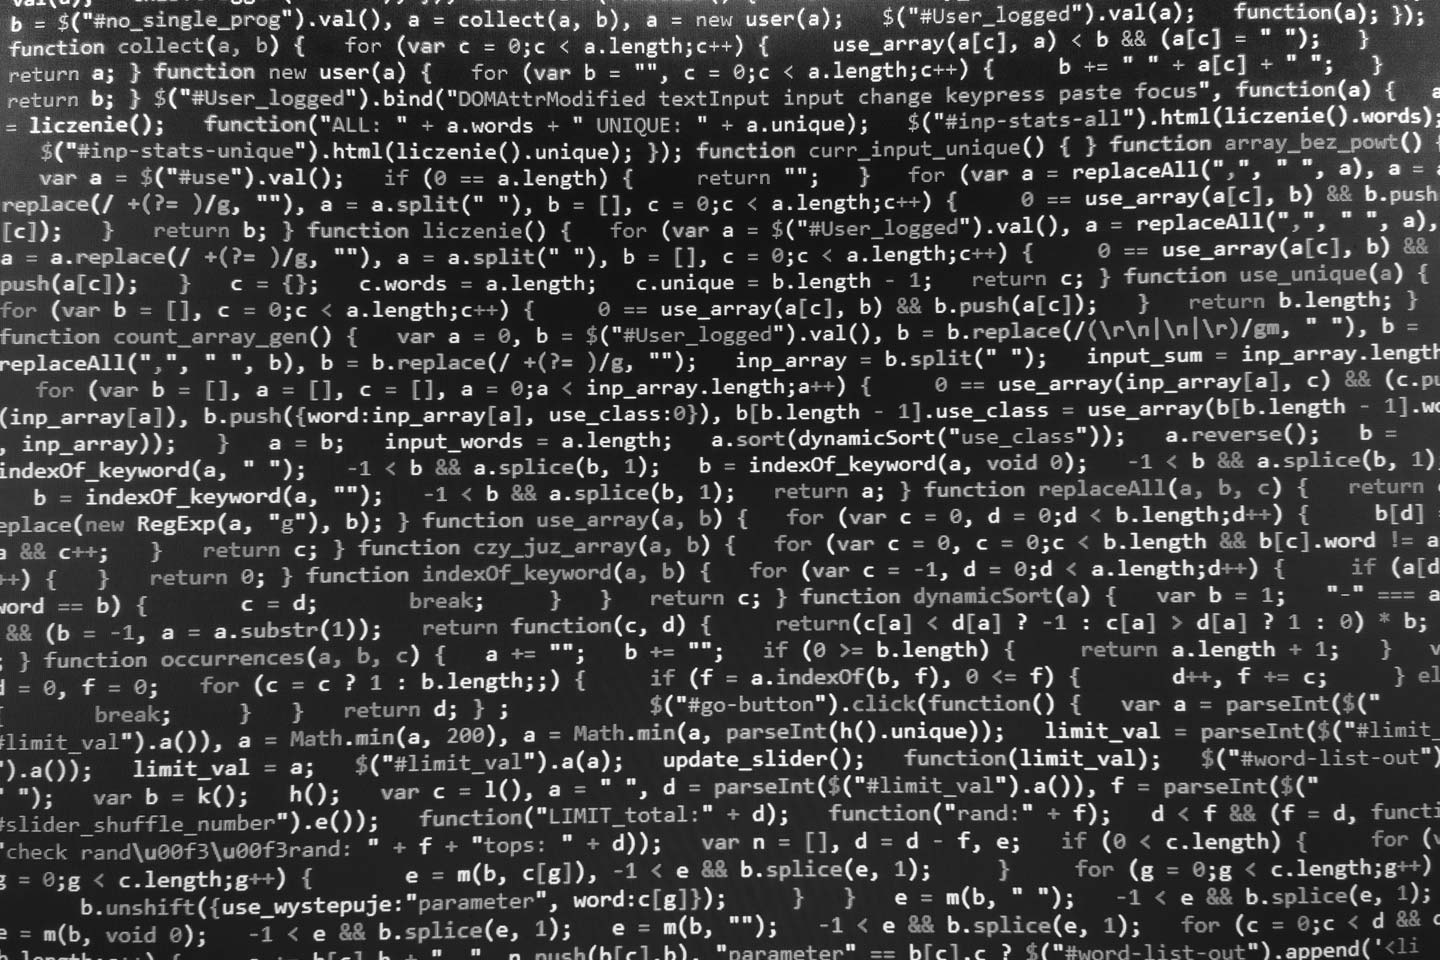 b = $("#no_single_prog").val(), a = collect(a, b), a = new user(a);   $("#User_logged").val(a);   function(a); });
function collect(a, b) {   for (var c = 0;c < a.length;c++) {     use_array(a[c], a) < b && (a[c] = " ");   }
return a; } function new user(a) {   for (var b = "", c = 0;c < a.length;c++) {     b += " " + a[c] + " ";   }
return b; } $("#User_logged").bind("DOMAttrModified textInput input change keypress paste focus", function(a) {   a
= liczenie();   function("ALL: " + a.words + " UNIQUE: " + a.unique);   $("#inp-stats-all").html(liczenie().words);
$("#inp-stats-unique").html(liczenie().unique); }); function curr_input_unique() { } function array_bez_powt() {
var a = $("#use").val();   if (0 == a.length) {     return "";   }   for (var a = replaceAll(",", " ", a), a = a
replace(/ +(?= )/g, ""), a = a.split(" "), b = [], c = 0;c < a.length;c++) {     0 == use_array(a[c], b) && b.push
[c]);   }   return b; } function liczenie() {   for (var a = $("#User_logged").val(), a = replaceAll(",", " ", a),
a = a.replace(/ +(?= )/g, ""), a = a.split(" "), b = [], c = 0;c < a.length;c++) {     0 == use_array(a[c], b) &&
push(a[c]);   }   c = {};   c.words = a.length;   c.unique = b.length - 1;   return c; } function use_unique(a) {
for (var b = [], c = 0;c < a.length;c++) {     0 == use_array(a[c], b) && b.push(a[c]);   }   return b.length; }
function count_array_gen() {   var a = 0, b = $("#User_logged").val(), b = b.replace(/(\r\n|\n|\r)/gm, " "), b =
replaceAll(",", " ", b), b = b.replace(/ +(?= )/g, "");   inp_array = b.split(" ");   input_sum = inp_array.length
for (var b = [], a = [], c = [], a = 0;a < inp_array.length;a++) {     0 == use_array(inp_array[a], c) && (c.pu
(inp_array[a]), b.push({word:inp_array[a], use_class:0}), b[b.length - 1].use_class = use_array(b[b.length - 1].wo
, inp_array));   }   a = b;   input_words = a.length;   a.sort(dynamicSort("use_class"));   a.reverse();   b =
indexOf_keyword(a, " ");   -1 < b && a.splice(b, 1);   b = indexOf_keyword(a, void 0);   -1 < b && a.splice(b, 1)
b = indexOf_keyword(a, "");   -1 < b && a.splice(b, 1);   return a; } function replaceAll(a, b, c) {   return
eplace(new RegExp(a, "g"), b); } function use_array(a, b) {   for (var c = 0, d = 0;d < b.length;d++) {     b[d] =
a && c++;   }   return c; } function czy_juz_array(a, b) {   for (var c = 0, c = 0;c < b.length && b[c].word != a
++) {   }   return 0; } function indexOf_keyword(a, b) {   for (var c = -1, d = 0;d < a.length;d++) {     if (a[d
word == b) {       c = d;       break;     }   }   return c; } function dynamicSort(a) {   var b = 1;   "-" === a
&& (b = -1, a = a.substr(1));   return function(c, d) {     return(c[a] < d[a] ? -1 : c[a] > d[a] ? 1 : 0) * b;
; } function occurrences(a, b, c) {   a += "";   b += "";   if (0 >= b.length) {     return a.length + 1;   }   v
d = 0, f = 0;   for (c = c ? 1 : b.length;;) {     if (f = a.indexOf(b, f), 0 <= f) {       d++, f += c;     } el
{       break;     }   }   return d; } ;         $("#go-button").click(function() {   var a = parseInt($("
#limit_val").a()), a = Math.min(a, 200), a = Math.min(a, parseInt(h().unique));   limit_val = parseInt($("#limit_
").a());   limit_val = a;   $("#limit_val").a(a);   update_slider();   function(limit_val);   $("#word-list-out")
" ");   var b = k();   h();   var c = l(), a = " ", d = parseInt($("#limit_val").a()), f = parseInt($("
#slider_shuffle_number").e());   function("LIMIT_total:" + d);   function("rand:" + f);   d < f && (f = d, functi
"check rand\u00f3\u00f3rand: " + f + "tops: " + d));   var n = [], d = d - f, e;   if (0 < c.length) {     for (v
g = 0;g < c.length;g++) {       e = m(b, c[g]), -1 < e && b.splice(e, 1);     }     for (g = 0;g < c.length;g++)
b.unshift({use_wystepuje:"parameter", word:c[g]});     }   }   e = m(b, " ");   -1 < e && b.splice(e, 1);
e = m(b, void 0);   -1 < e && b.splice(e, 1);   e = m(b, "");   -1 < e && b.splice(e, 1);   for (c = 0;c < d &&
n.push(b[c].b), "parameter" == b[c].c ? $("#word-list-out").append('<li